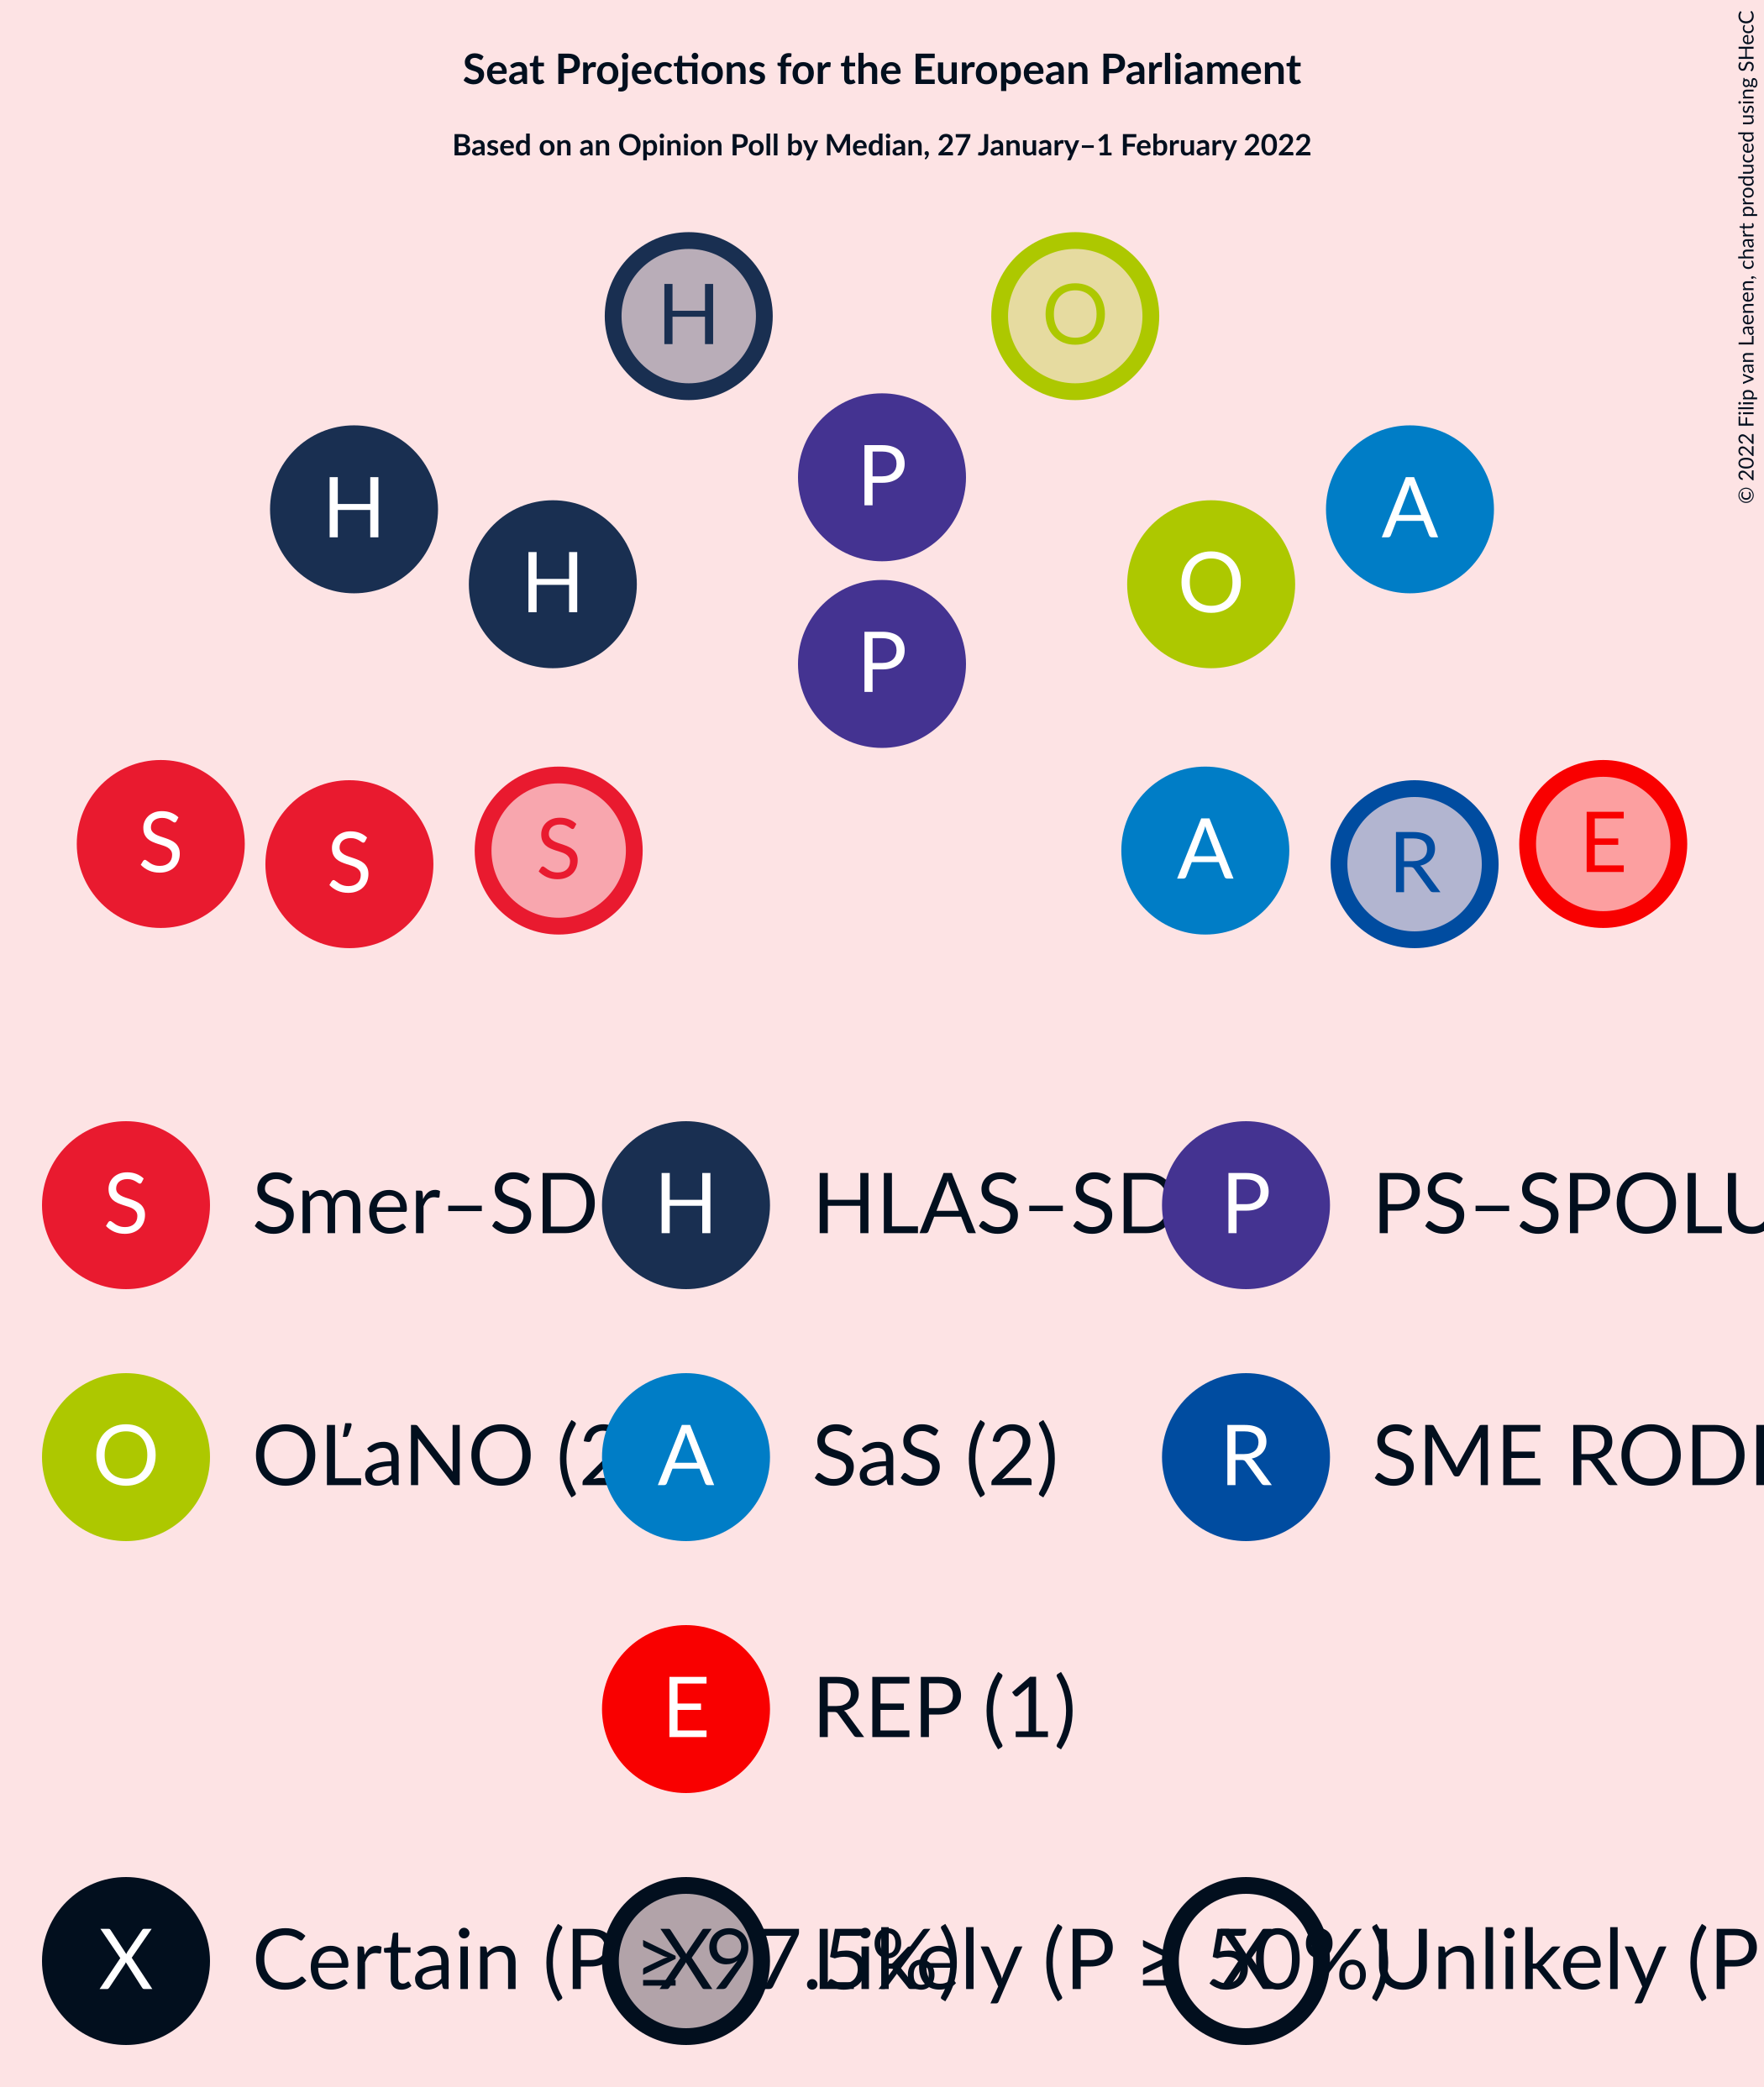 Seat Projections for the European Parliament
Based on an Opinion Poll by Median, 27 January–1 February 2022
© 2022 Filip van Laenen, chart produced using SHecC
H O
P
H A
H O
P
S E
S A
S R
S Smer–SD H HLAS–SD P PS–SPOLU
O OĽaNO (2 A SaS (2) R SME RODI
E REP (1)
X Certain (P ≥ 97.5%) X Likely (P ≥ 50%) X Unlikely (P